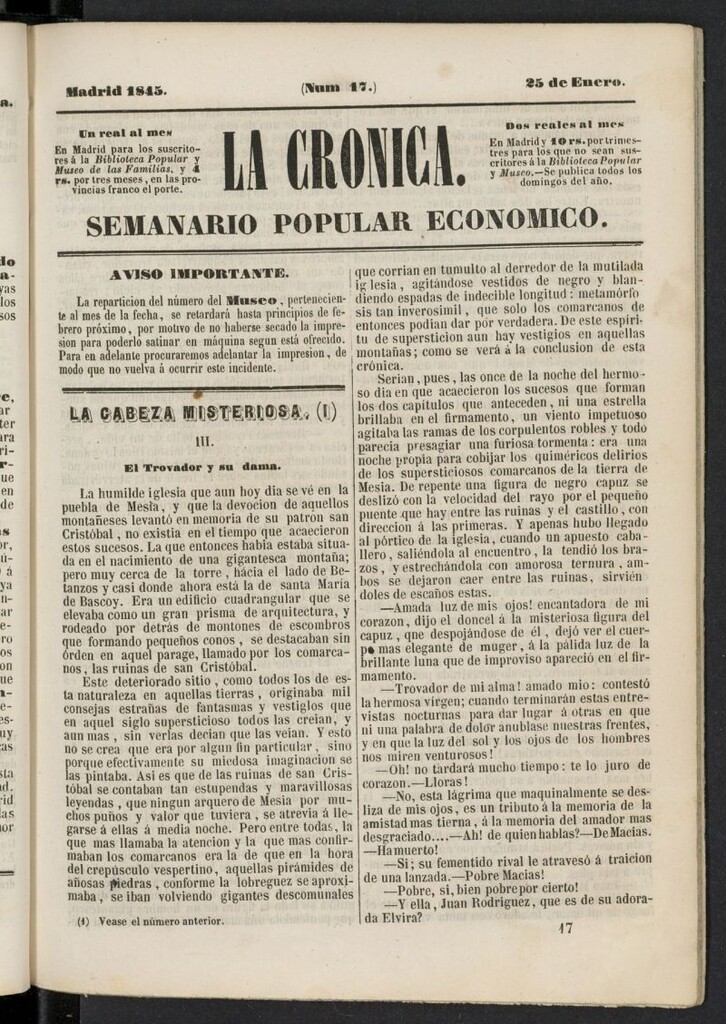 Madrid 1845.
(Num 17.)
25 de Enero.
Un real al mes
En Madrid para los suscrito-
res á la Biblioteca Popular y
Museo de las Familias, y 4
rs. por tres meses, en las pro-
vincias franco el porte.
LA CRONICA.
Dos reales al mes
En Madrid y 10 rs. por trimes-
tres para los que no sean sus-
critores á la Biblioteca Popular
y Museo.—Se publica todos los
domingos del año.
SEMANARIO POPULAR ECONOMICO.
AVISO IMPORTANTE.
La reparticion del número del Museo, pertenecien-
te al mes de la fecha, se retardará hasta principios de fe-
brero próximo, por motivo de no haberse secado la impre-
sion para poderlo satinar en máquina segun está ofrecido.
Para en adelante procuraremos adelantar la impresion, de
modo que no vuelva á ocurrir este incidente.
LA CABEZA MISTERIOSA. (1)
III.
El Trovador y su dama.
La humilde iglesia que aun hoy dia se vé en la
puebla de Mesía, y que la devocion de aquellos
montañeses levantó en memoria de su patron san
Cristóbal, no existia en el tiempo que acaecieron
estos sucesos. La que entonces habia estaba situa-
da en el nacimiento de una gigantesca montaña;
pero muy cerca de la torre, hácia el lado de Be-
tanzos y casi donde ahora está la de santa María
de Bascoy. Era un edificio cuadrangular que se
elevaba como un gran prisma de arquitectura, y
rodeado por detrás de montones de escombros
que formando pequeños conos, se destacaban sin
órden en aquel parage, llamado por los comarca-
nos, las ruinas de san Cristóbal.
Este deteriorado sitio, como todos los de es-
ta naturaleza en aquellas tierras, originaba mil
consejas estrañas de fantasmas y vestiglos que
en aquel siglo supersticioso todos las creian, y
aun mas, sin verlas decian que las veian. Y esto
no se crea que era por algun fin particular, sino
porque efectivamente su miedosa imaginacion se
las pintaba. Asi es que de las ruinas de san Cris-
tóbal se contaban tan estupendas y maravillosas
leyendas, que ningun arquero de Mesia por mu-
chos puños y valor que tuviera, se atrevia á lle-
garse á ellas á media noche. Pero entre todas, la
que mas llamaba la atencion y la que mas confir-
maban los comarcanos era la de que en la hora
del crepúsculo vespertino, aquellas pirámides de
añosas piedras, conforme la lobreguez se aproxi-
maba, se iban volviendo gigantes descomunales
(1) Vease el número anterior.
que corrian en tumulto al derredor de la mutilada
iglesia, agitándose vestidos de negro y blan-
diendo espadas de indecible longitud: metamórfo
sis tan inverosimil, que solo los comarcanos de
entonces podian dar por verdadera. De este espíri-
tu de supersticion aun hay vestigios en aquellas
montañas; como se verá á la conclusion de esta
crónica.
Serian, pues, las once de la noche del hermo-
so dia en que acaecieron los sucesos que forman
los dos capítulos que anteceden, ni una estrella
brillaba en el firmamento, un viento impetuoso
agitaba las ramas de los corpulentos robles y todo
parecia presagiar una furiosa tormenta: era una
noche propia para cobijar los quiméricos delirios
de los supersticiosos comarcanos de la tierra de
Mesia. De repente una figura de negro capuz se
deslizó con la velocidad del rayo por el pequeño
puente que hay entre las ruinas y el castillo, con
direccion á las primeras. Y apenas hubo llegado
al pórtico de la iglesia, cuando un apuesto caba-
llero, saliéndola al encuentro, la tendió los bra-
zos, y estrechándola con amorosa ternura, am-
bos se dejaron caer entre las ruinas, sirvién
doles de escaños estas.
—Amada luz de mis ojos! encantadora de mi
corazon, dijo el doncel á la misteriosa figura del
capuz, que despojándose de él, dejó ver el cuer-
po mas elegante de muger, á la pálida luz de la
brillante luna que de improviso apareció en el fir-
mamento.
—Trovador de mi alma! amado mio: contestó
la hermosa virgen; cuando terminarán estas entre-
vistas nocturnas para dar lugar á otras en que
ni una palabra de dolor anublase nuestras frentes,
y en que la luz del sol y los ojos de los hombres
nos miren venturosos!
—Oh! no tardará mucho tiempo: te lo juro de
corazon.—Lloras!
—No, esta lágrima que maquinalmente se des-
liza de mis ojos, es un tributo á la memoria de la
amistad mas tierna, á la memoria del amador mas
desgraciado....—Ah! de quien hablas?—De Macias.
—Ha muerto!
—Si; su fementido rival le atravesó á traicion
de una lanzada.—Pobre Macias!
—Pobre, si, bien pobre por cierto!
—Y ella, Juan Rodriguez, que es de su adora-
da Elvira?
17